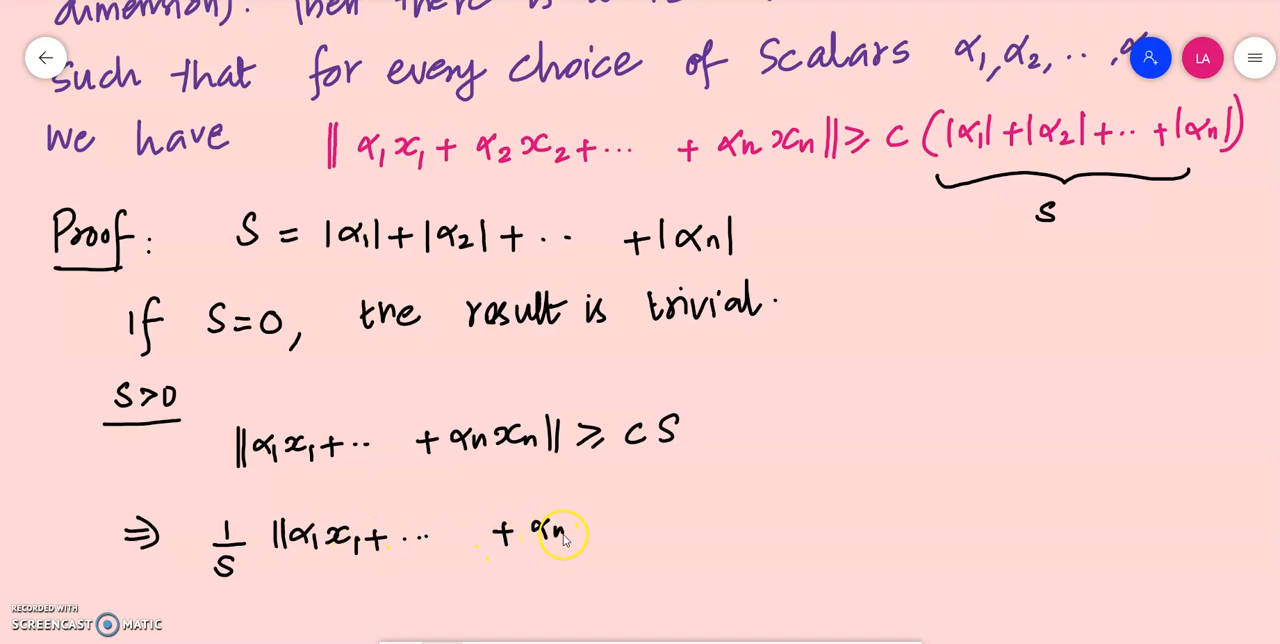 dimension). Then there is a
such that for every choice of scalars α₁, α₂, ..,
LA
we have ‖ α₁x₁ + α₂x₂ + ... + αₙxₙ ‖ ≥ c (|α₁| + |α₂| + .. + |αₙ|)
S
Proof: S = |α₁| + |α₂| + .. + |αₙ|
If S=0, the result is trivial.
S>0
‖α₁x₁ + .. + αₙxₙ‖ ≥ c S
⇒ 1/S ‖α₁x₁ + ... + αₙ
RECORDED WITH
SCREENCAST MATIC